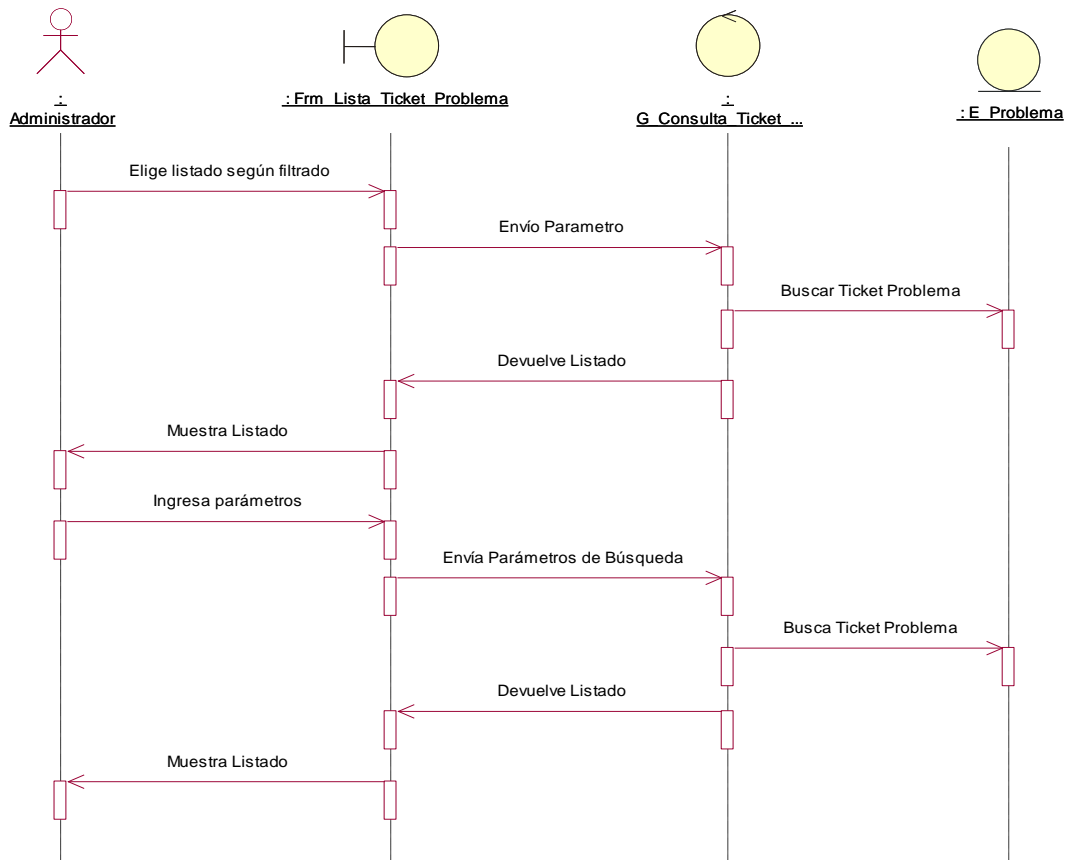 :
Administrador
: Frm_Lista_Ticket_Problema
:
G_Consulta_Ticket_...
: E_Problema
Elige listado según filtrado
Envío Parametro
Buscar Ticket Problema
Devuelve Listado
Muestra Listado
Ingresa parámetros
Envía Parámetros de Búsqueda
Busca Ticket Problema
Devuelve Listado
Muestra Listado